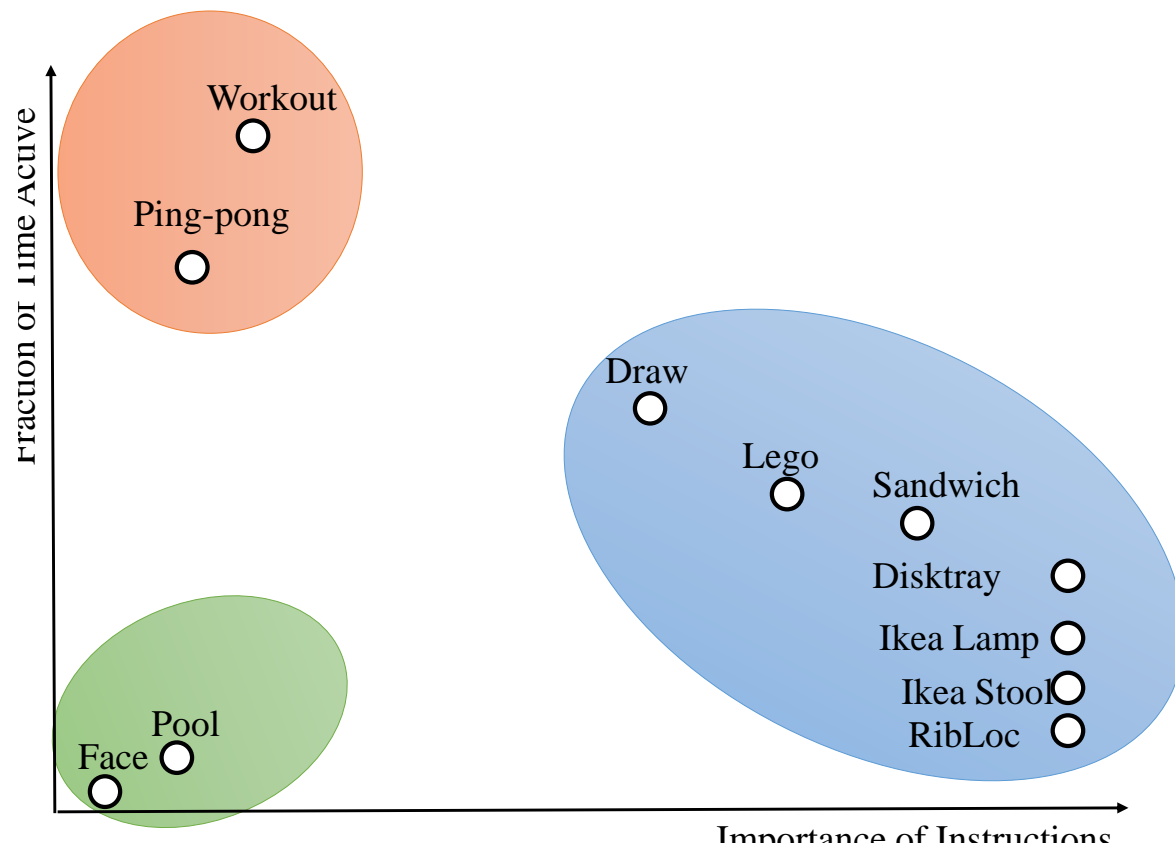 Workout
Ping-pong
Fraction of Time Active
Draw
Lego
Sandwich
Disktray
Ikea Lamp
Ikea Stool
RibLoc
Pool
Face
Importance of Instructions